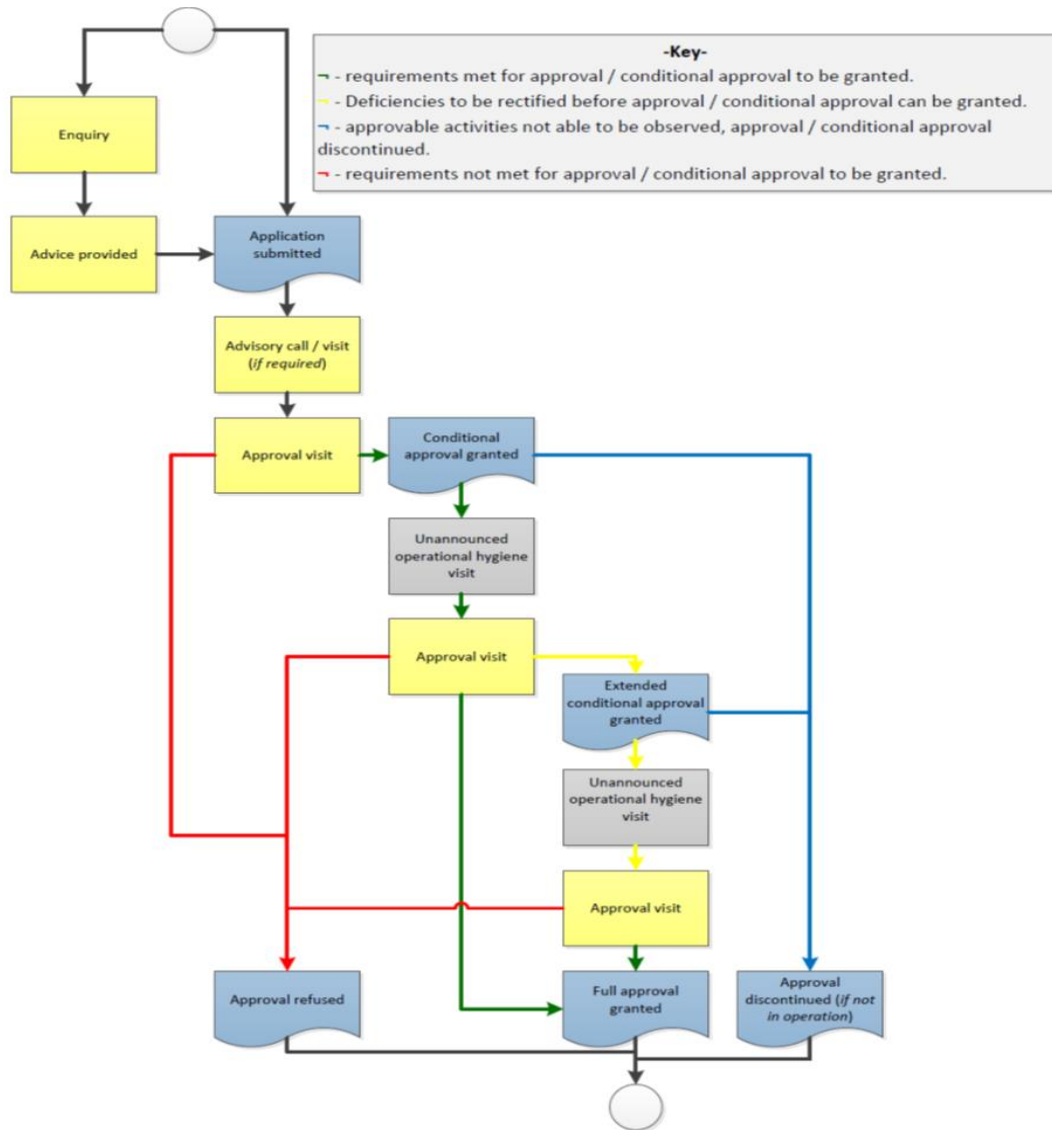 -Key-
¬ - requirements met for approval / conditional approval to be granted.
¬ - Deficiencies to be rectified before approval / conditional approval can be granted.
¬ - approvable activities not able to be observed, approval / conditional approval
discontinued.
¬ - requirements not met for approval / conditional approval to be granted.
Enquiry
Advice provided
Application
submitted
Advisory call / visit
(if required)
Approval visit
Conditional
approval granted
Unannounced
operational hygiene
visit
Approval visit
Extended
conditional approval
granted
Unannounced
operational hygiene
visit
Approval visit
Approval refused
Full approval
granted
Approval
discontinued (if not
in operation)